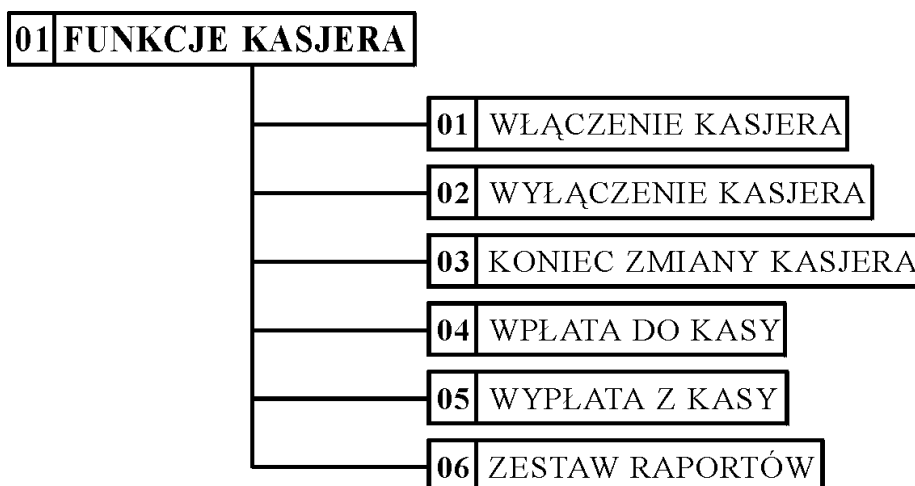 01 FUNKCJE KASJERA
01 WŁĄCZENIE KASJERA
02 WYŁĄCZENIE KASJERA
03 KONIEC ZMIANY KASJERA
04 WPŁATA DO KASY
05 WYPŁATA Z KASY
06 ZESTAW RAPORTÓW